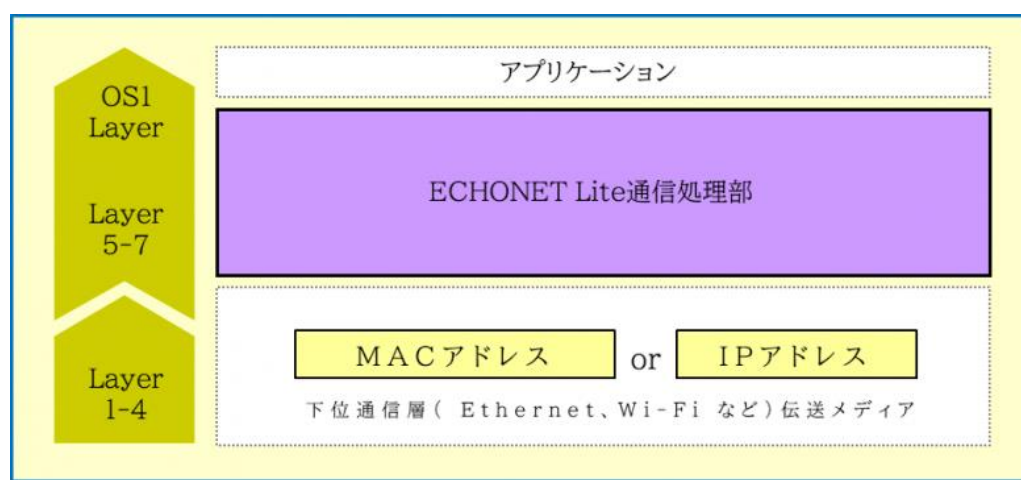 アプリケーション
OS1
Layer
ECHONET Lite通信処理部
Layer
5-7
MACアドレス or IPアドレス
Layer
1-4
下位通信層( Ethernet、Wi-Fi など)伝送メディア